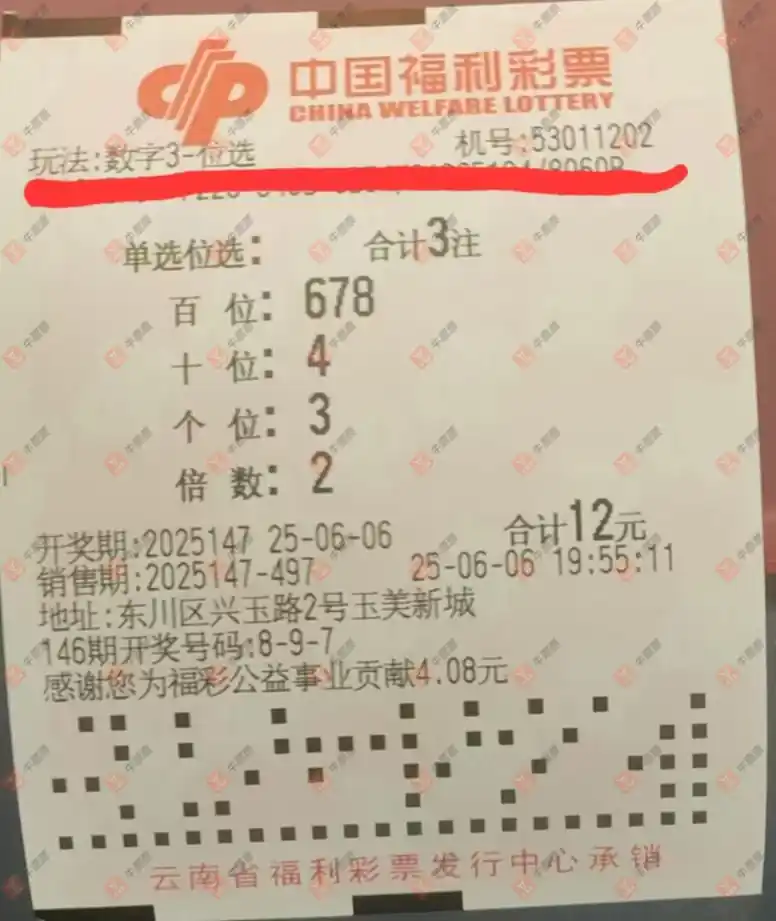 中国福利彩票
CHINA WELFARE LOTTERY
玩法:数字3-位选 机号:53011202
单选位选: 合计3注
百 位: 678
十 位: 4
个 位: 3
倍 数: 2
开奖期:2025147 25-06-06 合计12元
销售期:2025147-497 25-06-06 19:55:11
地址:东川区兴玉路2号玉美新城
146期开奖号码:8-9-7
感谢您为福彩公益事业贡献4.08元
云南省福利彩票发行中心承销